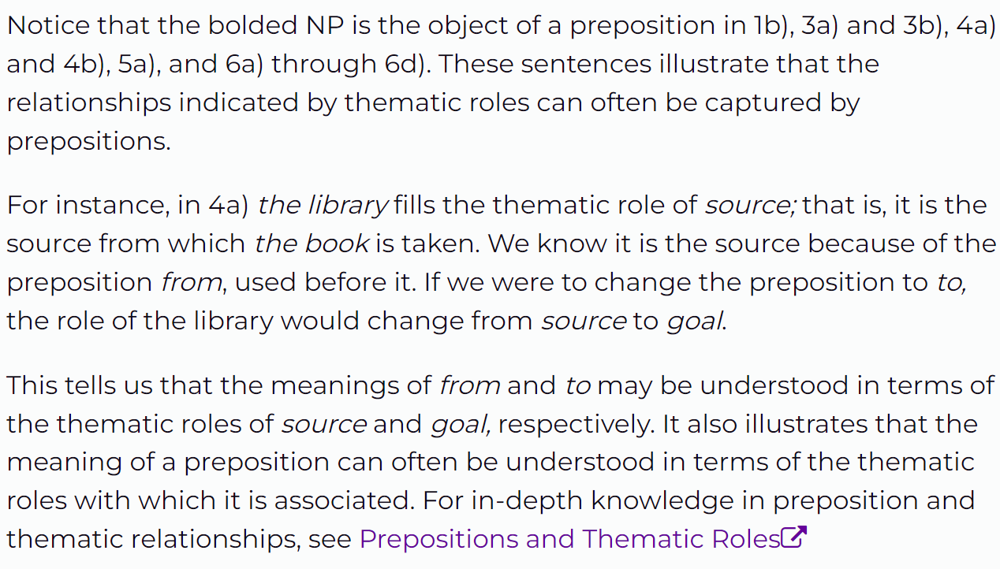 Notice that the bolded NP is the object of a preposition in 1b), 3a) and 3b), 4a)
and 4b), 5a), and 6a) through 6d). These sentences illustrate that the
relationships indicated by thematic roles can often be captured by
prepositions.
For instance, in 4a) the library fills the thematic role of source; that is, it is the
source from which the book is taken. We know it is the source because of the
preposition from, used before it. If we were to change the preposition to to,
the role of the library would change from source to goal.
This tells us that the meanings of from and to may be understood in terms of
the thematic roles of source and goal, respectively. It also illustrates that the
meaning of a preposition can often be understood in terms of the thematic
roles with which it is associated. For in-depth knowledge in preposition and
thematic relationships, see Prepositions and Thematic Roles